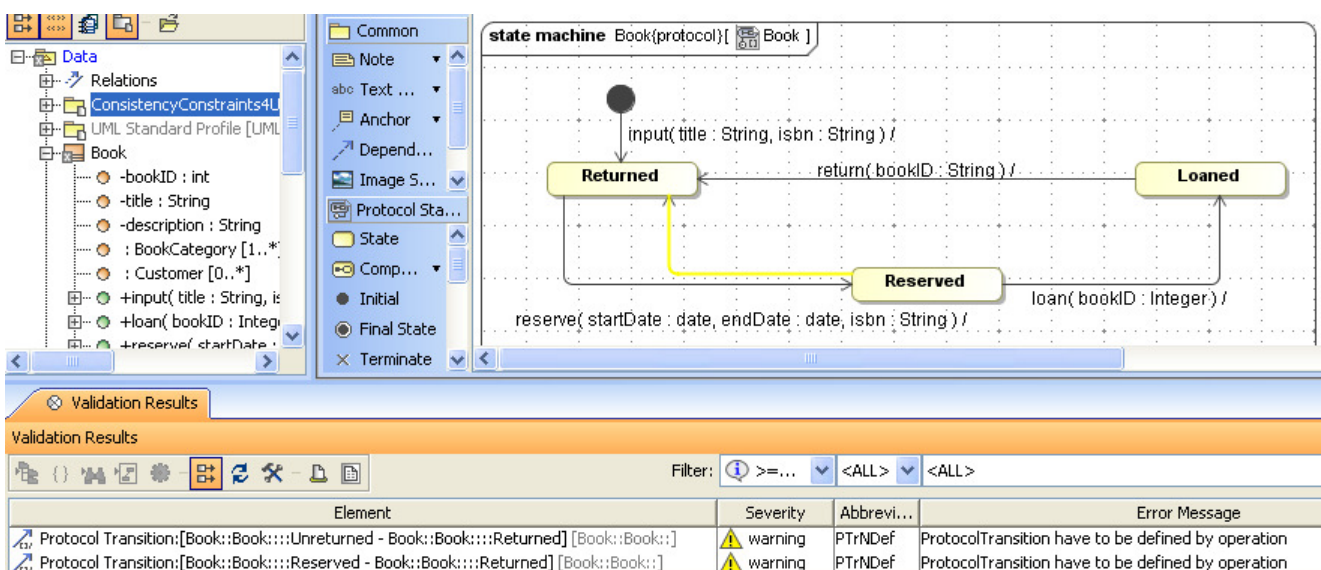 Data
Relations
ConsistencyConstraints4U
UML Standard Profile [UML
Book
-bookID : int
-title : String
-description : String
: BookCategory [1..*]
: Customer [0..*]
+input( title : String, is
+loan( bookID : Integ
+reserve( startDate :
Common
Note
abc Text ...
Anchor
Depend...
Image S...
Protocol Sta...
State
Comp...
Initial
Final State
Terminate
state machine Book{protocol}[ Book ]
input( title : String, isbn : String ) /
Returned
return( bookID : String ) /
Loaned
Reserved
loan( bookID : Integer ) /
reserve( startDate : date, endDate : date, isbn : String ) /
Validation Results
Validation Results
Filter: >=... <ALL> <ALL>
Element Severity Abbrevi... Error Message
Protocol Transition:[Book::Book::::Unreturned - Book::Book::::Returned] [Book::Book::] warning PTrNDef ProtocolTransition have to be defined by operation
Protocol Transition:[Book::Book::::Reserved - Book::Book::::Returned] [Book::Book::] warning PTrNDef ProtocolTransition have to be defined by operation